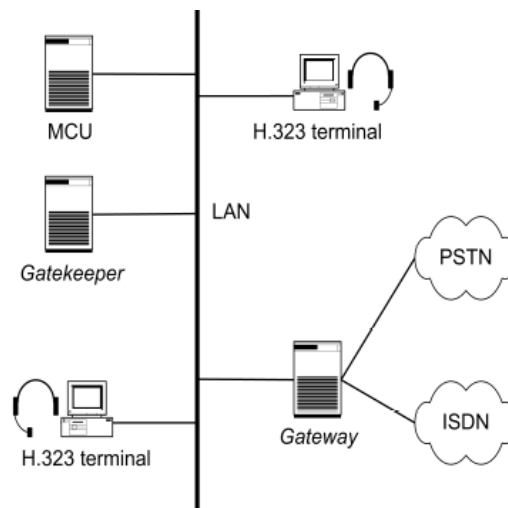 MCU
H.323 terminal
Gatekeeper
LAN
PSTN
H.323 terminal
Gateway
ISDN